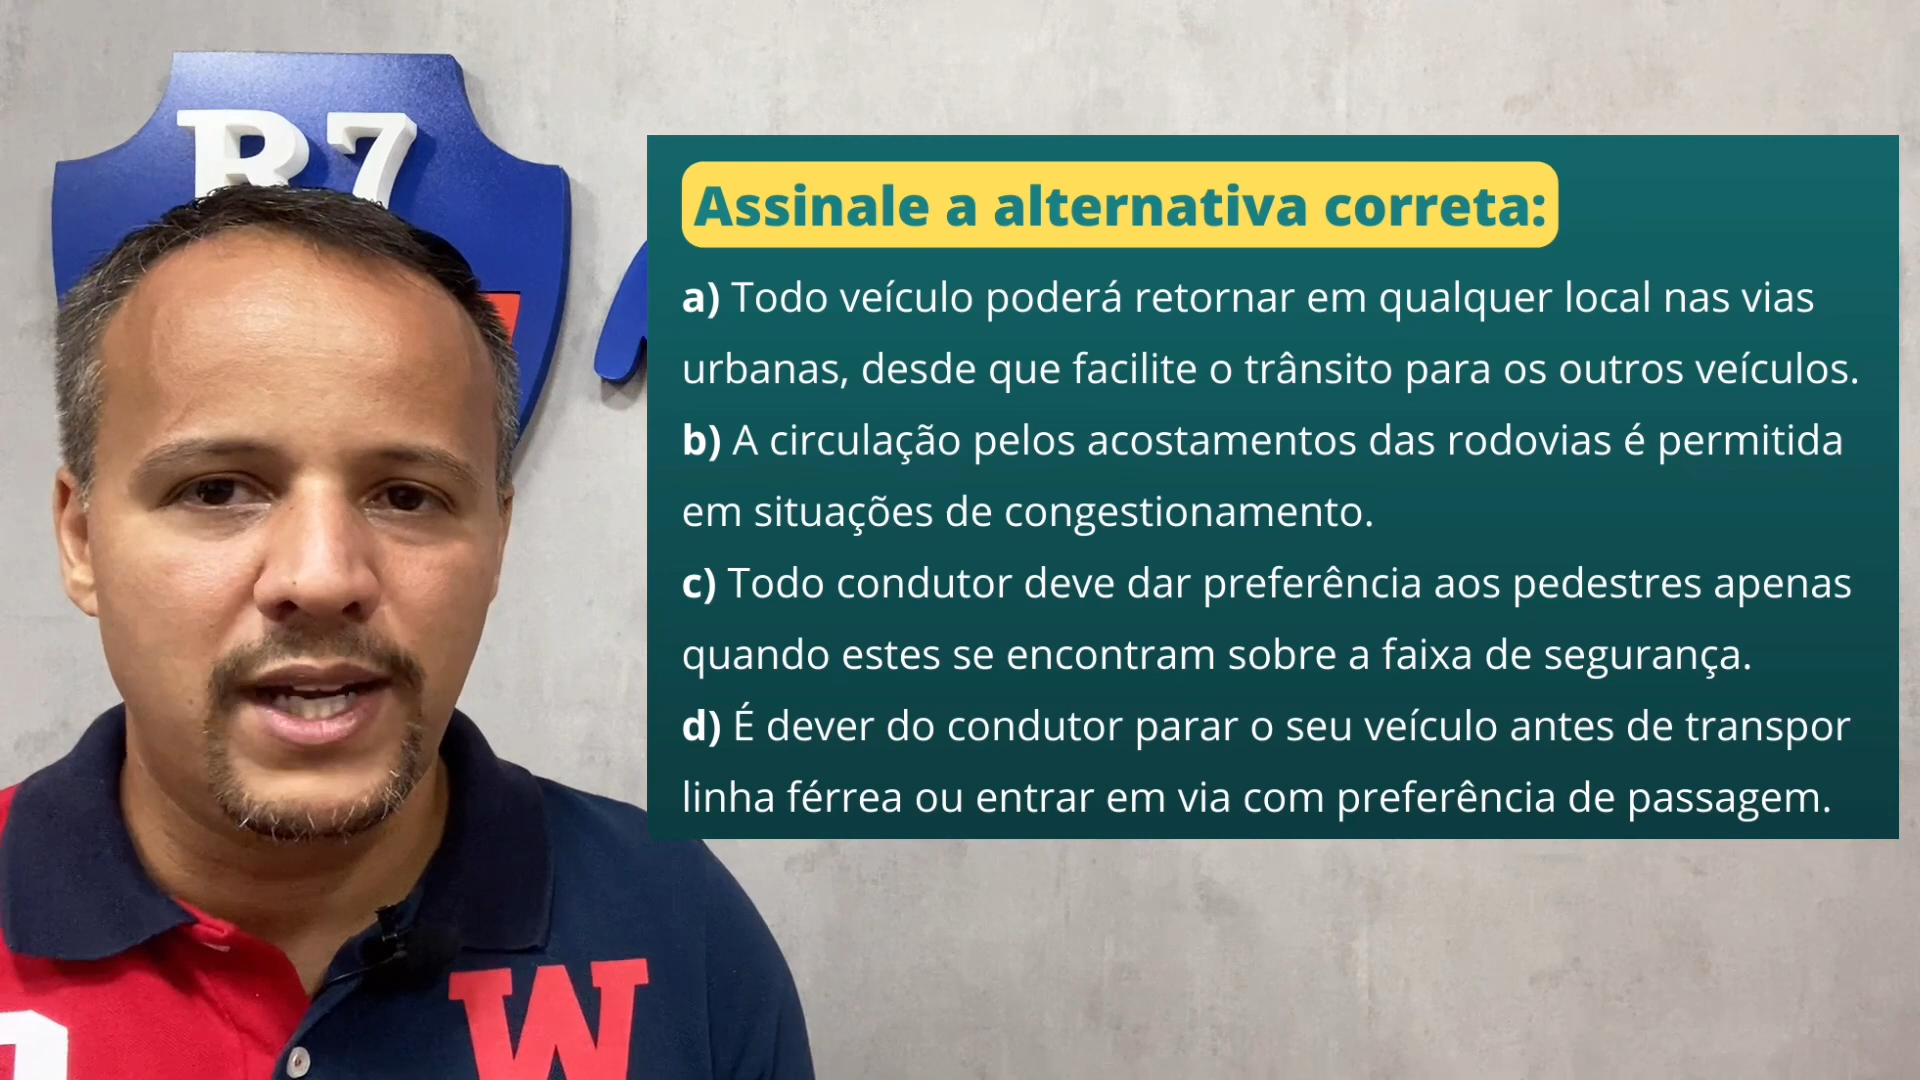 R7
Assinale a alternativa correta:
a) Todo veículo poderá retornar em qualquer local nas vias
urbanas, desde que facilite o trânsito para os outros veículos.
b) A circulação pelos acostamentos das rodovias é permitida
em situações de congestionamento.
c) Todo condutor deve dar preferência aos pedestres apenas
quando estes se encontram sobre a faixa de segurança.
d) É dever do condutor parar o seu veículo antes de transpor
linha férrea ou entrar em via com preferência de passagem.
W